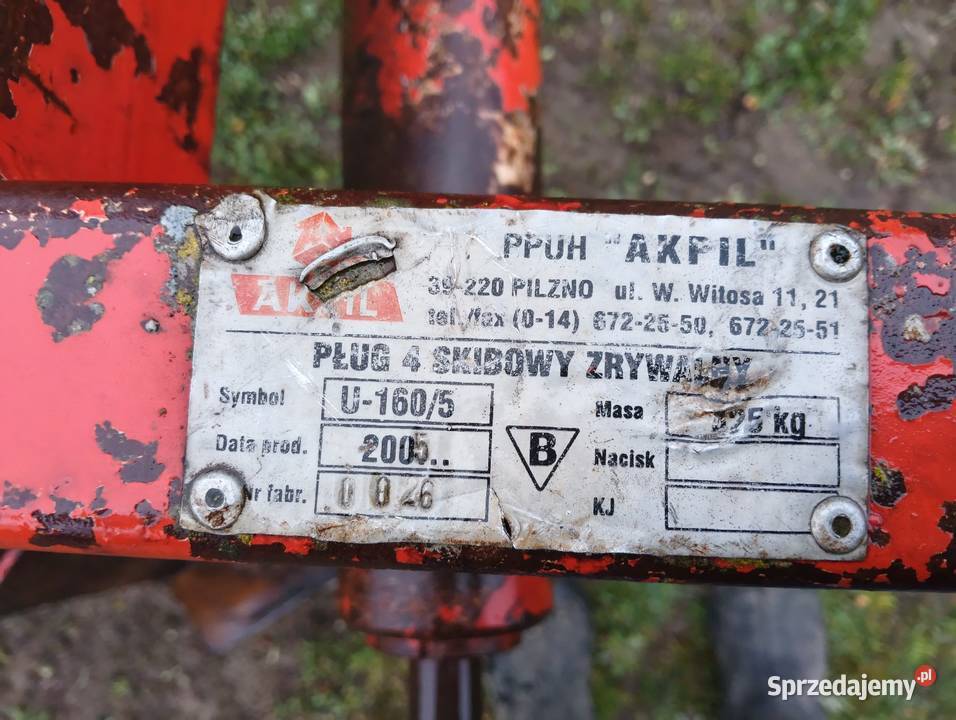 PPUH "AKPIL"
AKPIL
39-220 PILZNO ul. W. Witosa 11, 21
tel./fax (0-14) 672-25-50, 672-25-51
PŁUG 4 SKIBOWY ZRYWALNY
Symbol U-160/5 Masa kg
Data prod. 2005.. B Nacisk
Nr fabr. KJ
Sprzedajemy.pl